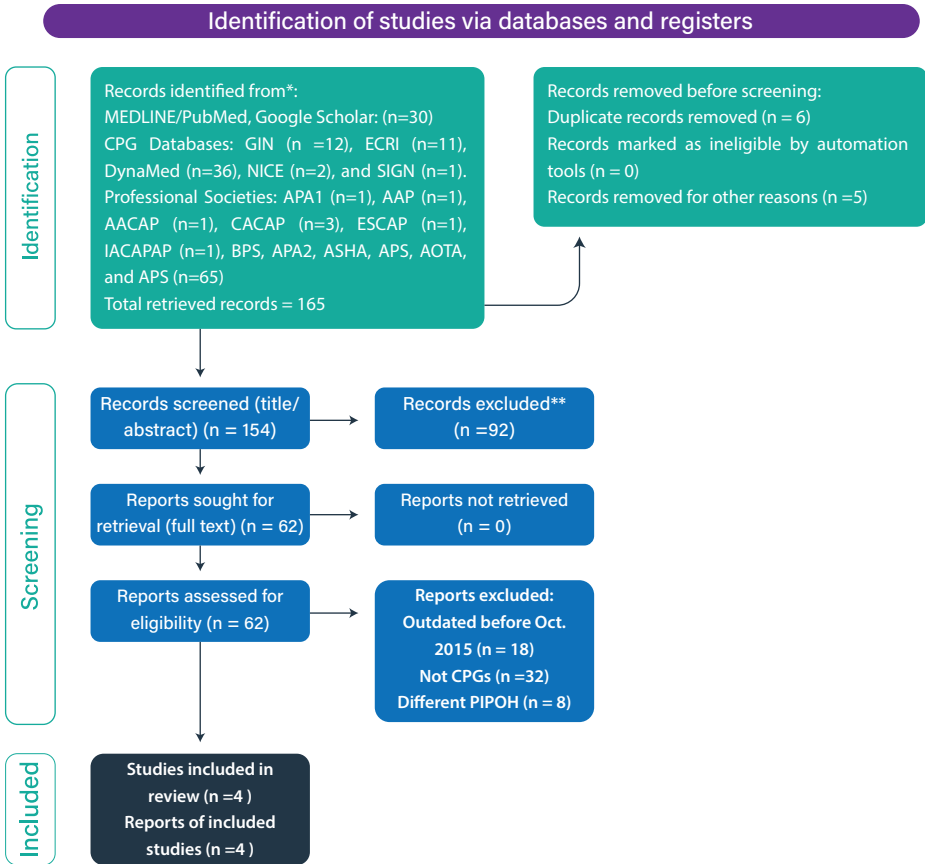 Identification of studies via databases and registers
Identification
Records identified from*:
MEDLINE/PubMed, Google Scholar: (n=30)
CPG Databases: GIN (n =12), ECRI (n=11),
DynaMed (n=36), NICE (n=2), and SIGN (n=1).
Professional Societies: APA1 (n=1), AAP (n=1),
AACAP (n=1), CACAP (n=3), ESCAP (n=1),
IACAPAP (n=1), BPS, APA2, ASHA, APS, AOTA,
and APS (n=65)
Total retrieved records = 165
Records removed before screening:
Duplicate records removed (n = 6)
Records marked as ineligible by automation
tools (n = 0)
Records removed for other reasons (n =5)
Screening
Records screened (title/
abstract) (n = 154)
Records excluded**
(n =92)
Reports sought for
retrieval (full text) (n = 62)
Reports not retrieved
(n = 0)
Reports assessed for
eligibility (n = 62)
Reports excluded:
Outdated before Oct.
2015 (n = 18)
Not CPGs (n =32)
Different PIPOH (n = 8)
Included
Studies included in
review (n =4 )
Reports of included
studies (n =4 )